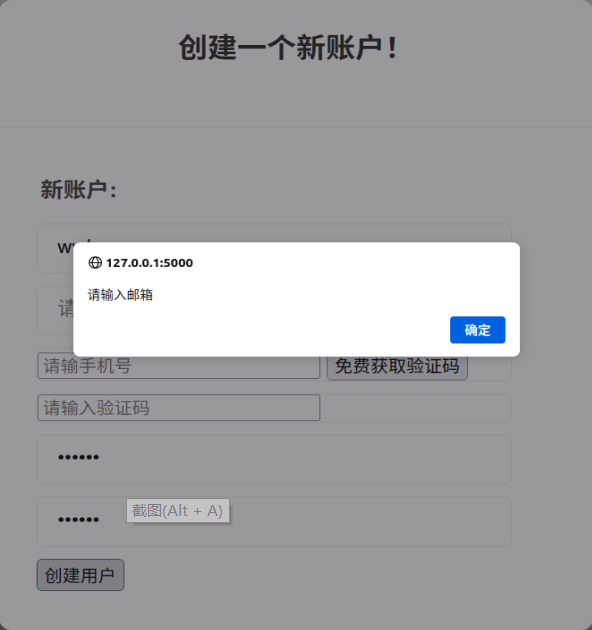 创建一个新账户！
新账户:
127.0.0.1:5000
请输入邮箱
确定
请输手机号
免费获取验证码
请输入验证码
••••••
••••••
截图(Alt + A)
创建用户